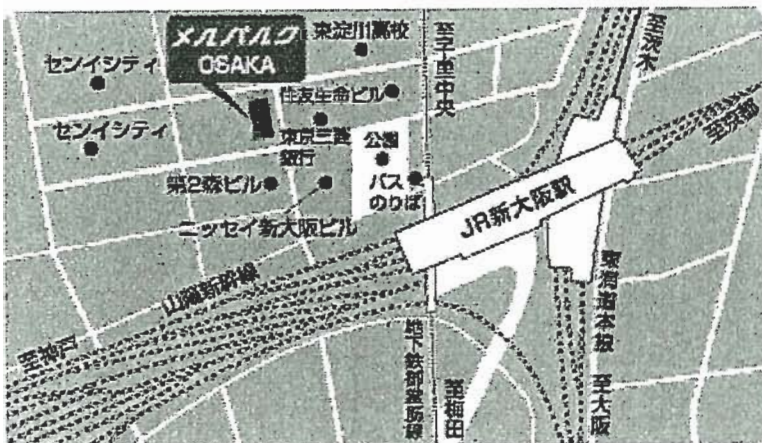 メルパルク
OSAKA
東淀川高校
センイシティ
住友生命ビル
センイシティ
東京三菱
銀行
公園
第2森ビル
バス
のりば
ニッセイ新大阪ビル
至千里中央
至茨木
至京都
JR新大阪駅
山陽新幹線
至神戸
地下鉄御堂筋線
至梅田
東海道本線
至大阪